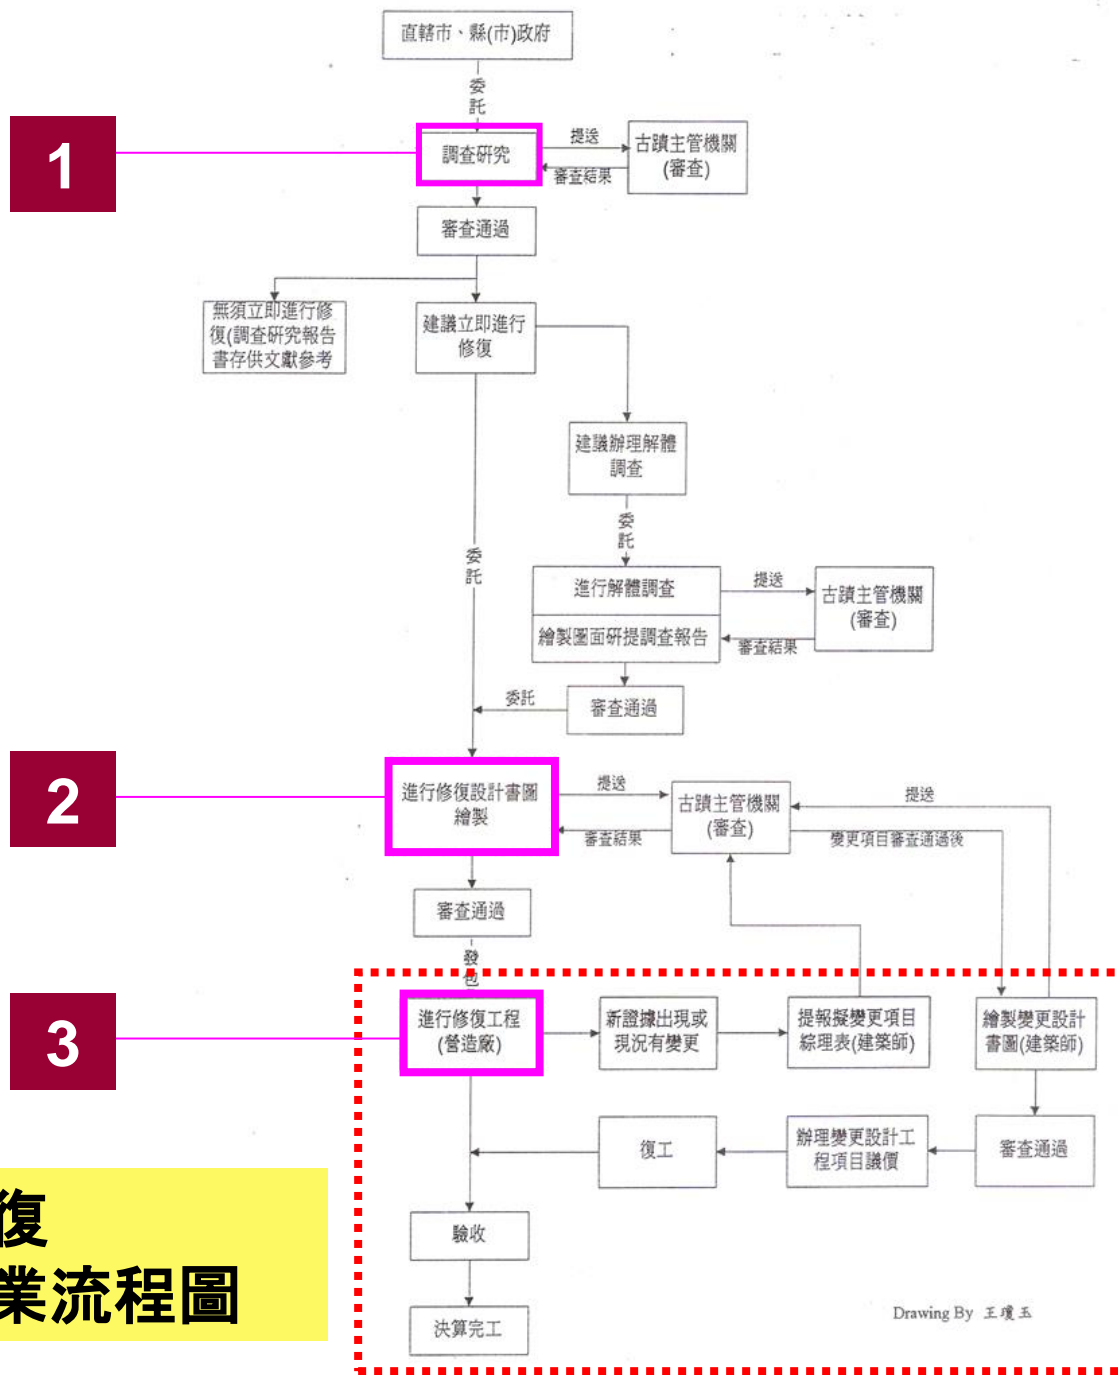 直轄市、縣(市)政府
委託
1
調查研究
提送
審查結果
古蹟主管機關
(審查)
審查通過
無須立即進行修
復(調查研究報告
書存供文獻參考
建議立即進行
修復
建議辦理解體
調查
委託
委託
進行解體調查
繪製圖面研提調查報告
提送
審查結果
古蹟主管機關
(審查)
委託
審查通過
2
進行修復設計書圖
繪製
提送
審查結果
古蹟主管機關
(審查)
提送
變更項目審查通過後
審查通過
發包
3
進行修復工程
(營造廠)
新證據出現或
現況有變更
提報擬變更項目
綜理表(建築師)
繪製變更設計
書圖(建築師)
復工
辦理變更設計工
程項目議價
審查通過
驗收
決算完工
復
業流程圖
Drawing By 王瓊玉